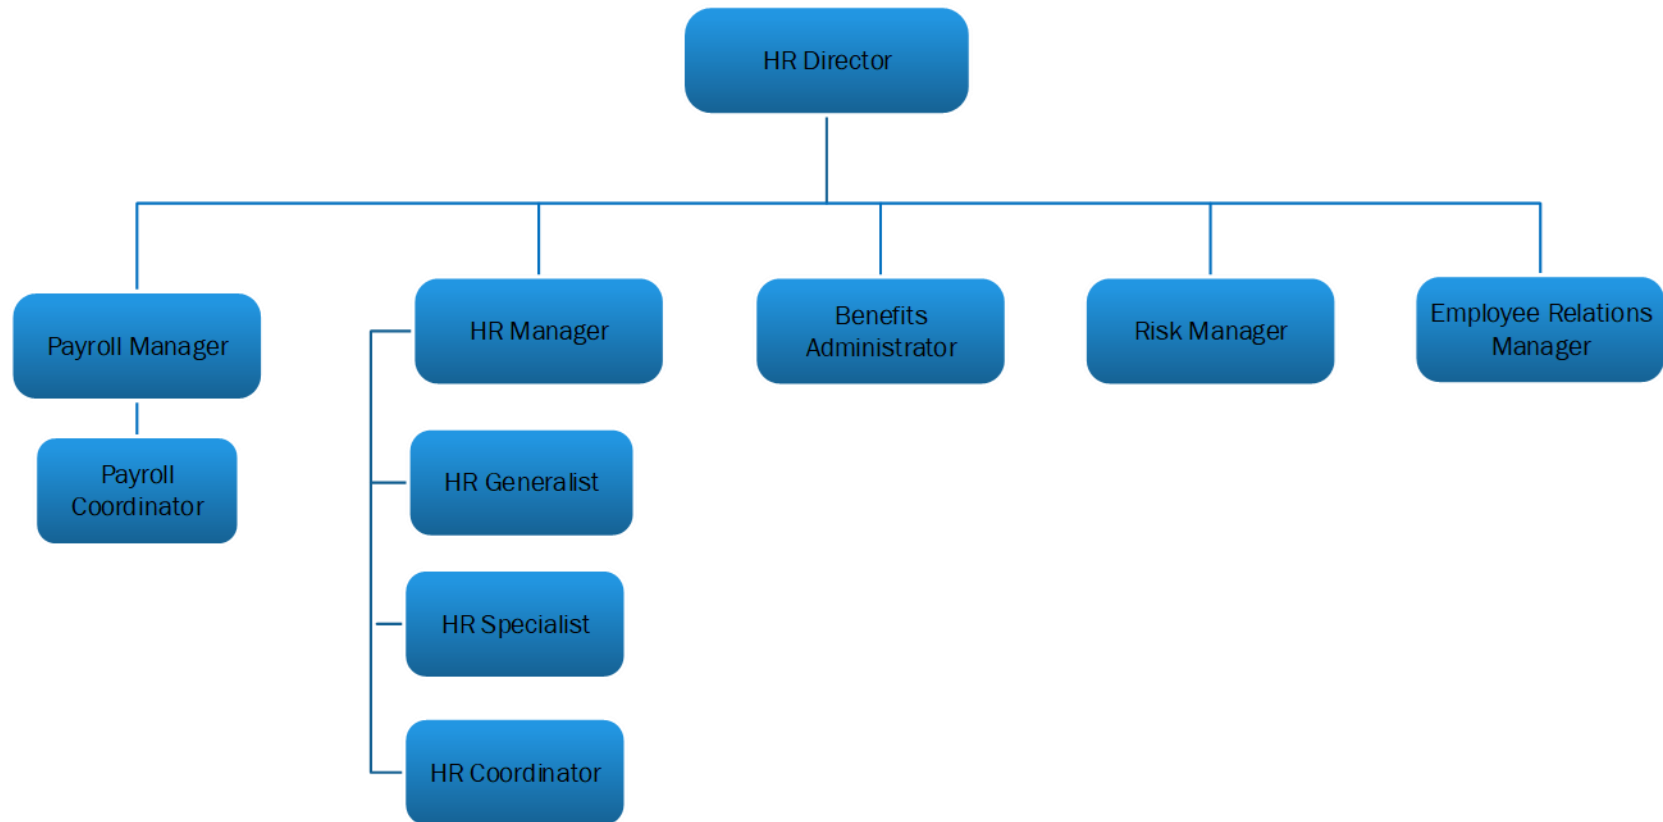 HR Director
Payroll Manager
HR Manager
Benefits
Administrator
Risk Manager
Employee Relations
Manager
Payroll
Coordinator
HR Generalist
HR Specialist
HR Coordinator